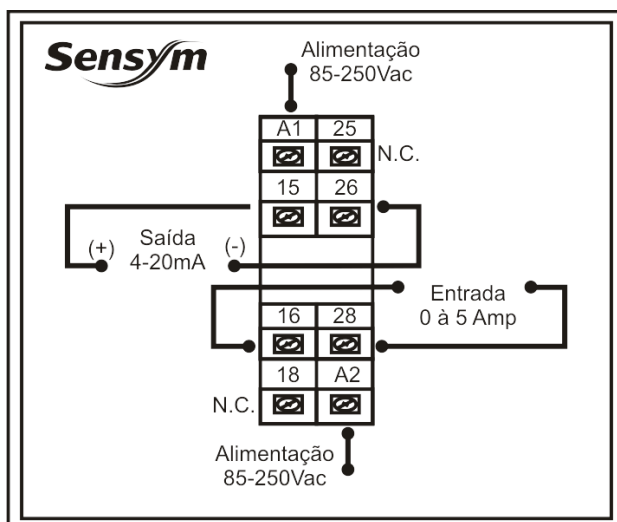 Sensym
Alimentação
85-250Vac
A1 25
N.C.
15 26
(+) Saída (-)
4-20mA
Entrada
0 à 5 Amp
16 28
18 A2
N.C.
Alimentação
85-250Vac